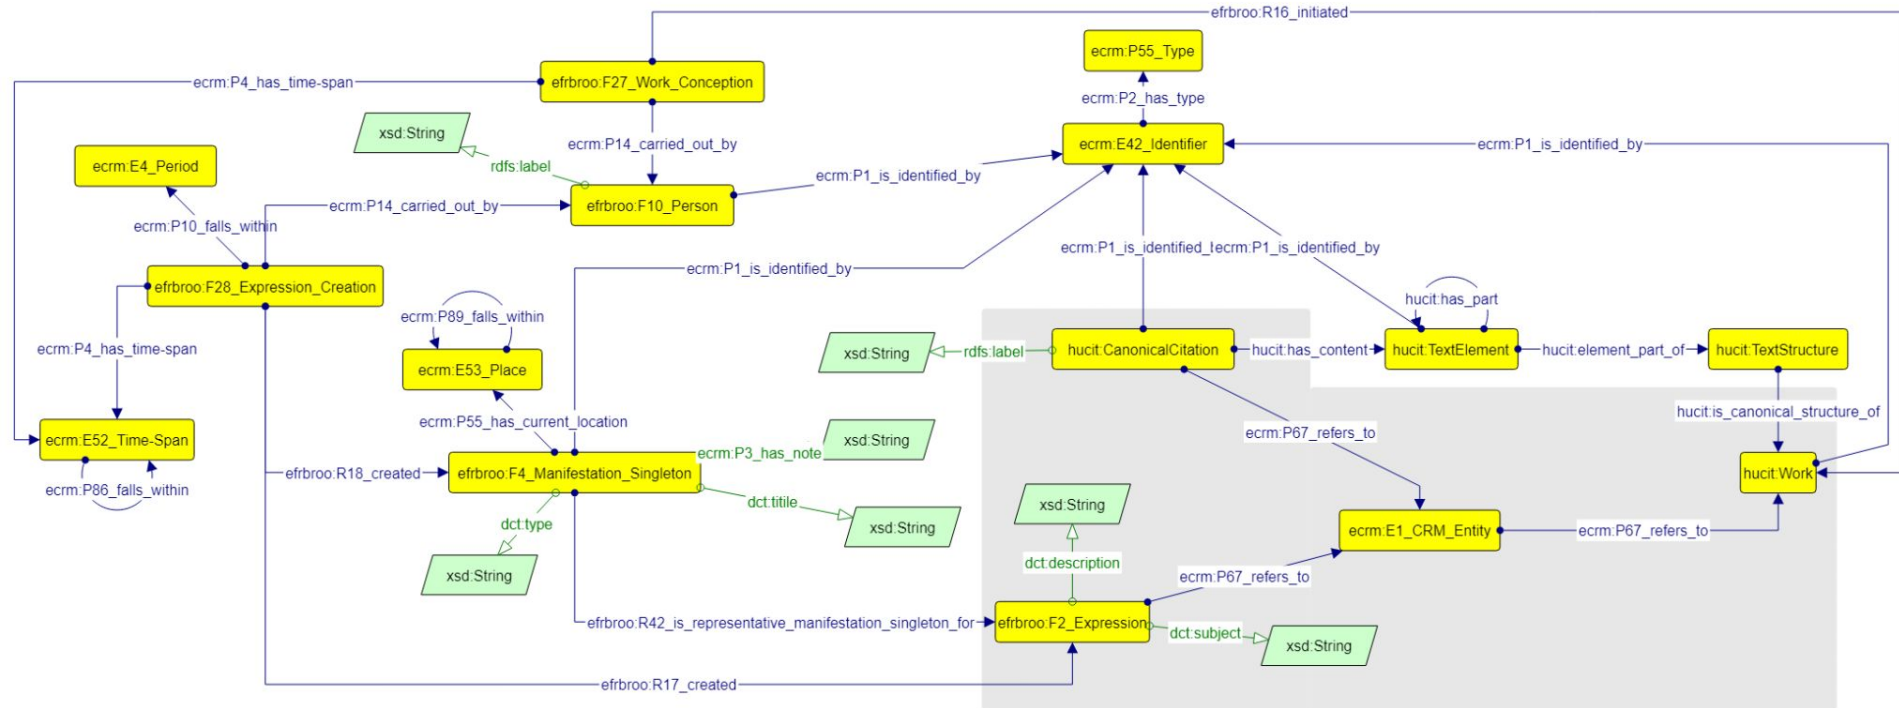 efrbroo:R16_initiated
ecrm:P55_Type
ecrm:P4_has_time-span
efrbroo:F27_Work_Conception
ecrm:P2_has_type
xsd:String
ecrm:P14_carried_out_by
ecrm:E42_Identifier
ecrm:P1_is_identified_by
ecrm:E4_Period
rdfs:label
ecrm:P1_is_identified_by
ecrm:P14_carried_out_by
efrbroo:F10_Person
ecrm:P10_falls_within
ecrm:P1_is_identified_by
ecrm:P1_is_identified_
ecrm:P1_is_identified_by
efrbroo:F28_Expression_Creation
hucit:has_part
ecrm:P89_falls_within
ecrm:P4_has_time-span
xsd:String
rdfs:label
hucit:CanonicalCitation
hucit:has_content
hucit:TextElement
hucit:element_part_of
hucit:TextStructure
ecrm:E53_Place
hucit:is_canonical_structure_of
ecrm:P55_has_current_location
ecrm:P67_refers_to
ecrm:E52_Time-Span
xsd:String
ecrm:P3_has_note
efrbroo:R18_created
efrbroo:F4_Manifestation_Singleton
hucit:Work
ecrm:P86_falls_within
dct:titile
xsd:String
dct:type
xsd:String
ecrm:E1_CRM_Entity
ecrm:P67_refers_to
dct:description
xsd:String
ecrm:P67_refers_to
efrbroo:R42_is_representative_manifestation_singleton_for
efrbroo:F2_Expression
dct:subject
xsd:String
efrbroo:R17_created